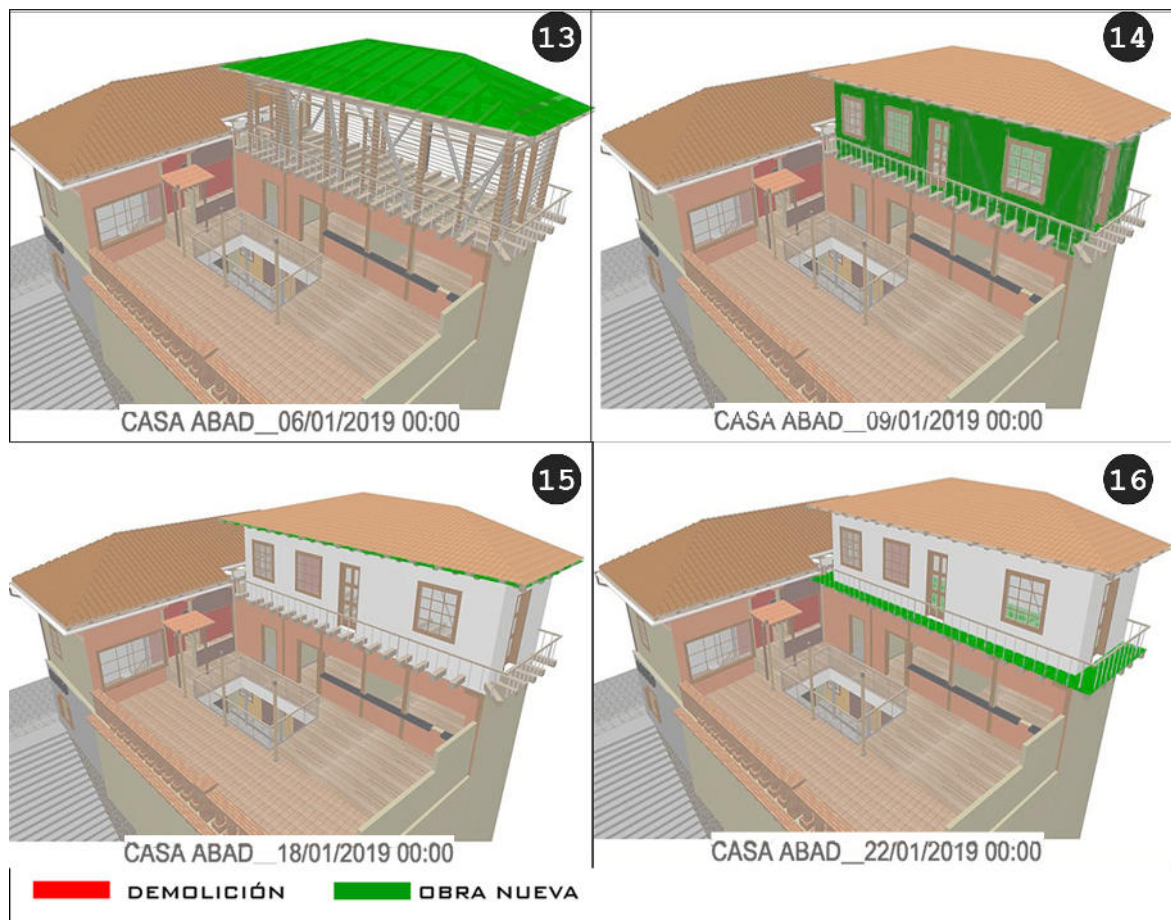 13
14
CASA ABAD__06/01/2019 00:00
CASA ABAD__09/01/2019 00:00
15
16
CASA ABAD__18/01/2019 00:00
CASA ABAD__22/01/2019 00:00
DEMOLICIÓN
OBRA NUEVA